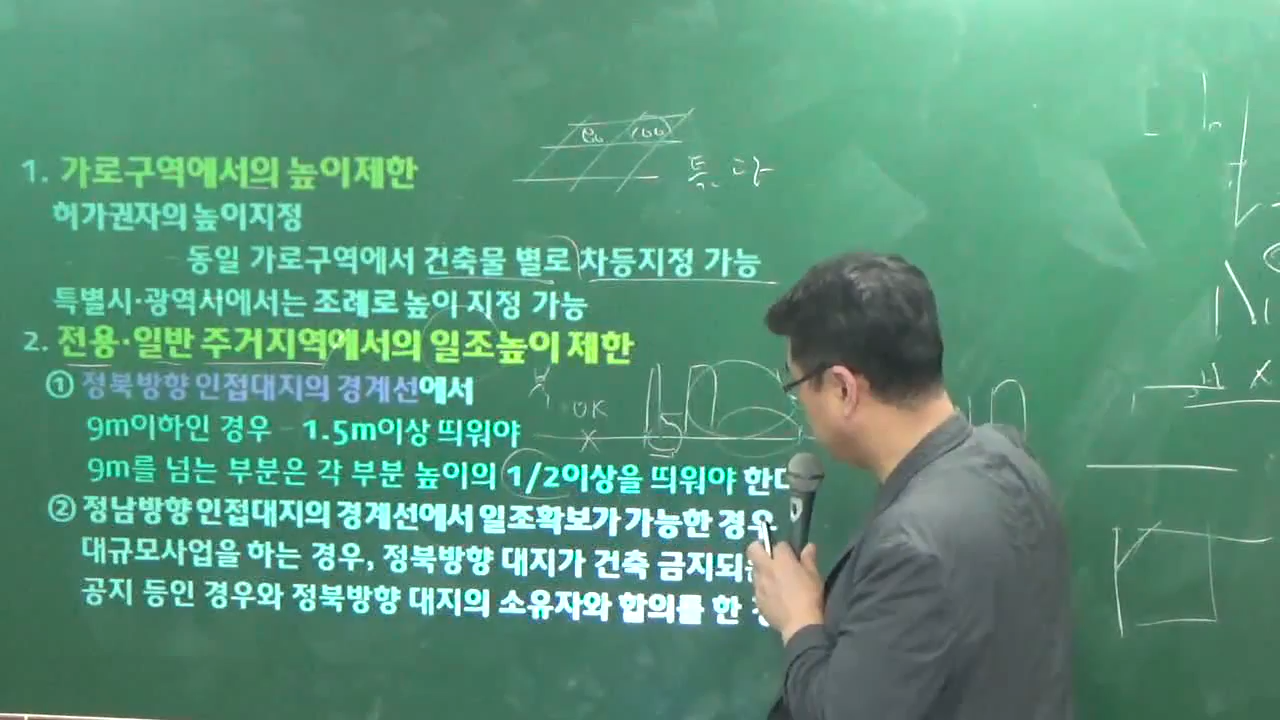 1. 가로구역에서의 높이제한
허가권자의 높이지정
동일 가로구역에서 건축물 별로 차등지정 가능
특별시·광역서에서는 조례로 높이 지정 가능
2. 전용·일반 주거지역에서의 일조높이 제한
① 정북방향 인접대지의 경계선에서
9m이하인 경우 - 1.5m이상 띄워야
9m를 넘는 부분은 각 부분 높이의 1/2이상을 띄워야 한다
② 정남방향 인접대지의 경계선에서 일조확보가 가능한 경우
대규모사업을 하는 경우, 정북방향 대지가 건축 금지되는
공지 등인 경우와 정북방향 대지의 소유자와 합의를 한
80 100
특 다
OK